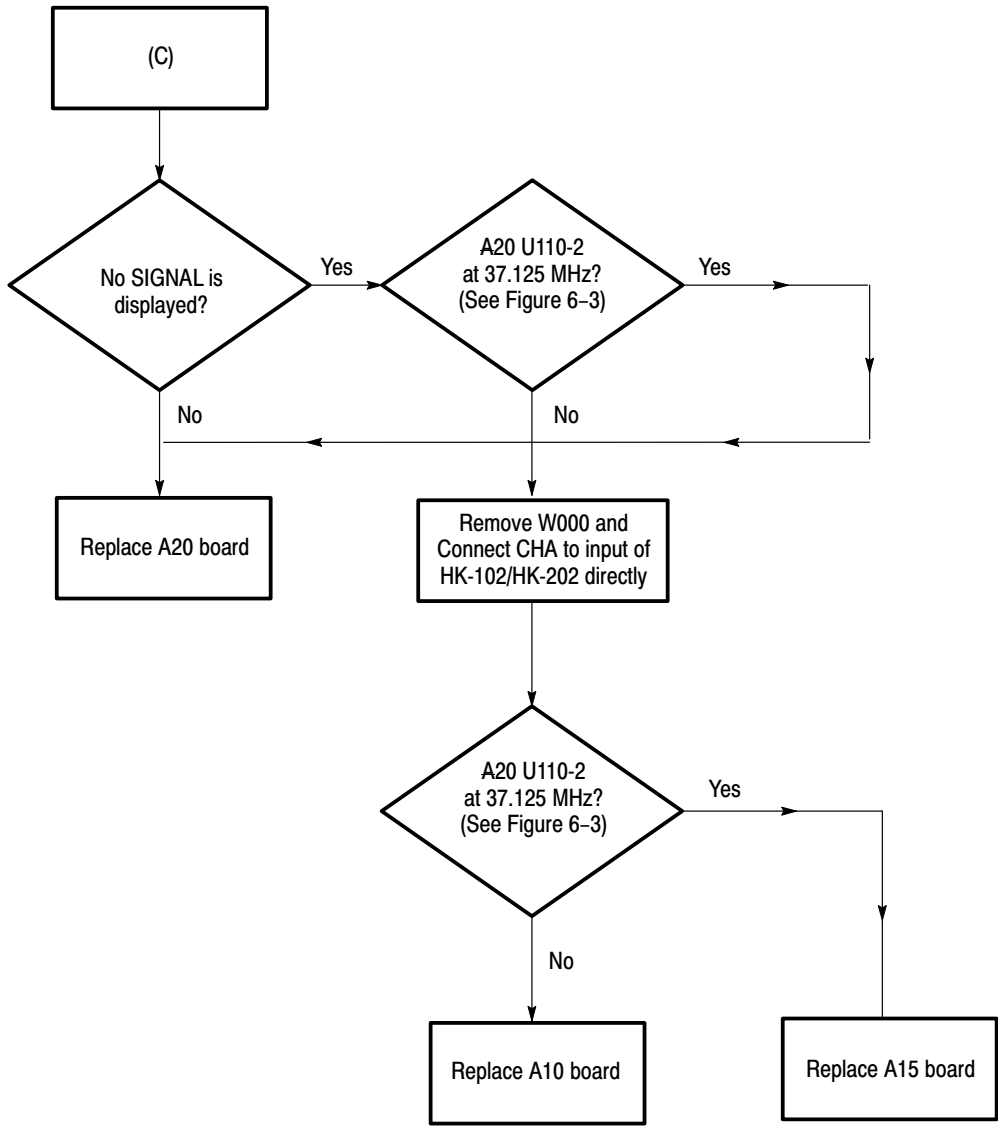 (C)
No SIGNAL is
displayed?
Yes
A20 U110-2
at 37.125 MHz?
(See Figure 6–3)
Yes
No
No
Replace A20 board
Remove W000 and
Connect CHA to input of
HK-102/HK-202 directly
A20 U110-2
at 37.125 MHz?
(See Figure 6–3)
Yes
No
Replace A10 board
Replace A15 board